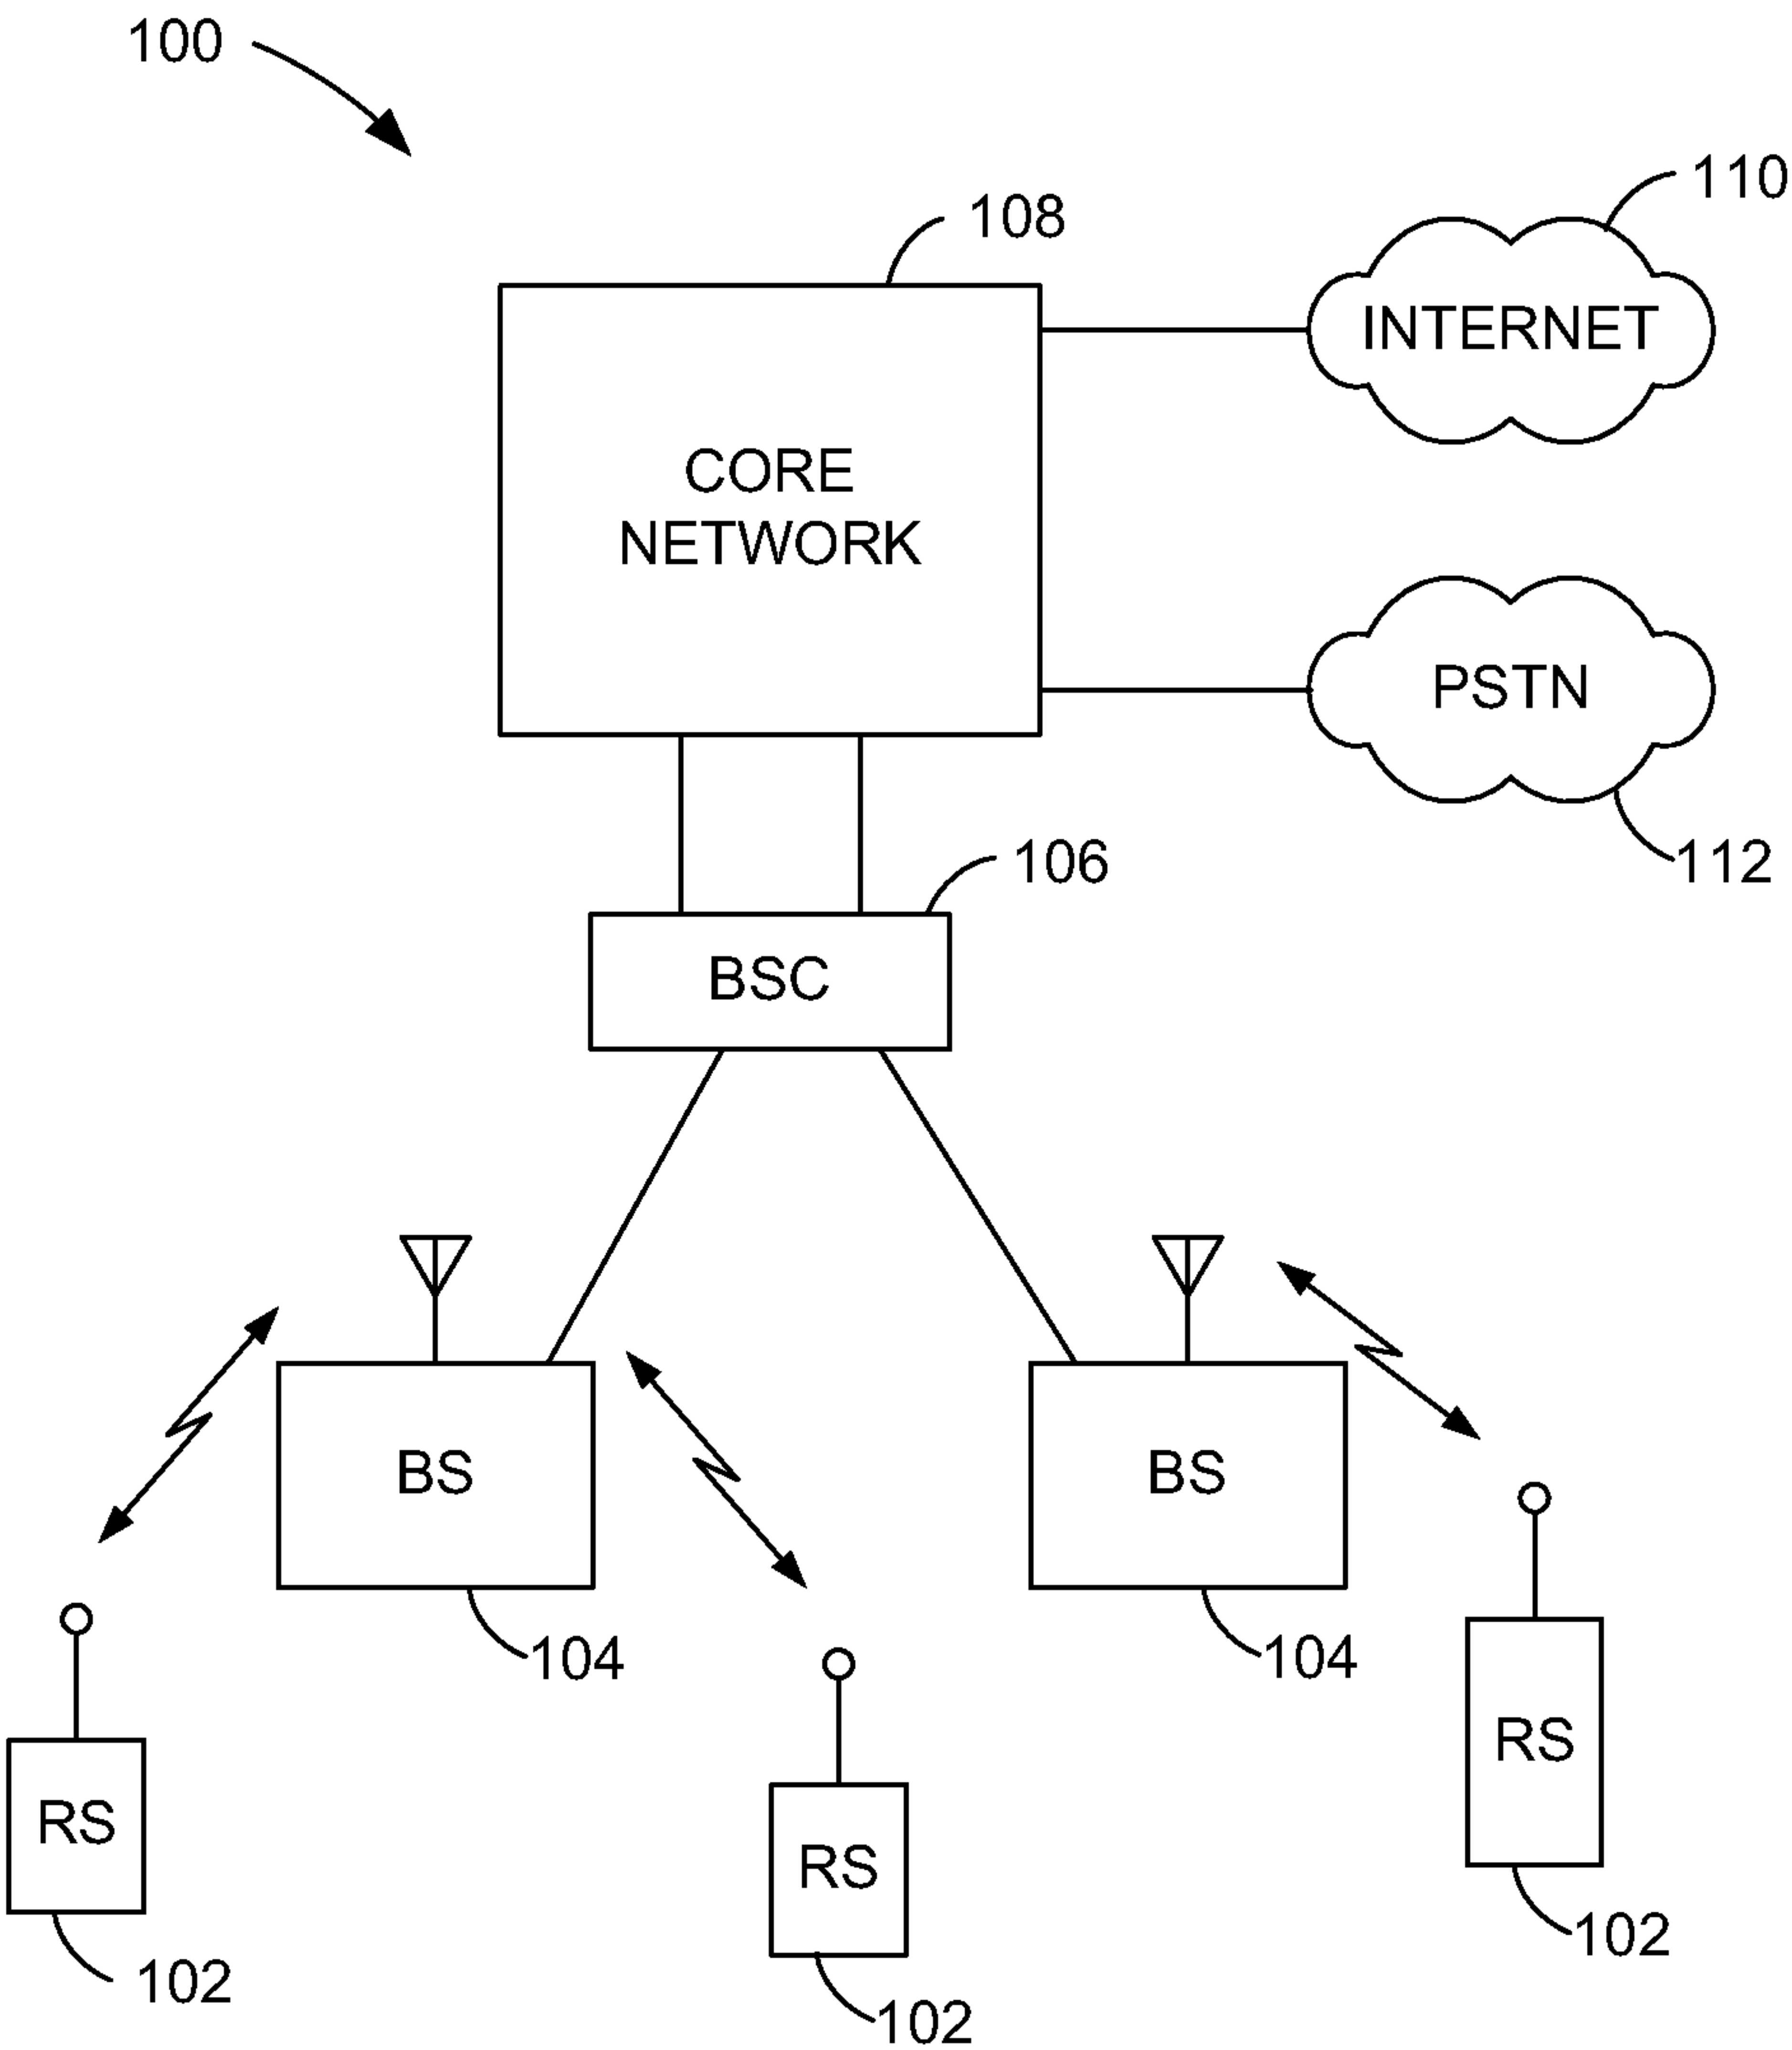 100
110
108
INTERNET
CORE
NETWORK
PSTN
106
112
BSC
BS
BS
104
104
RS
RS
RS
102
102
102